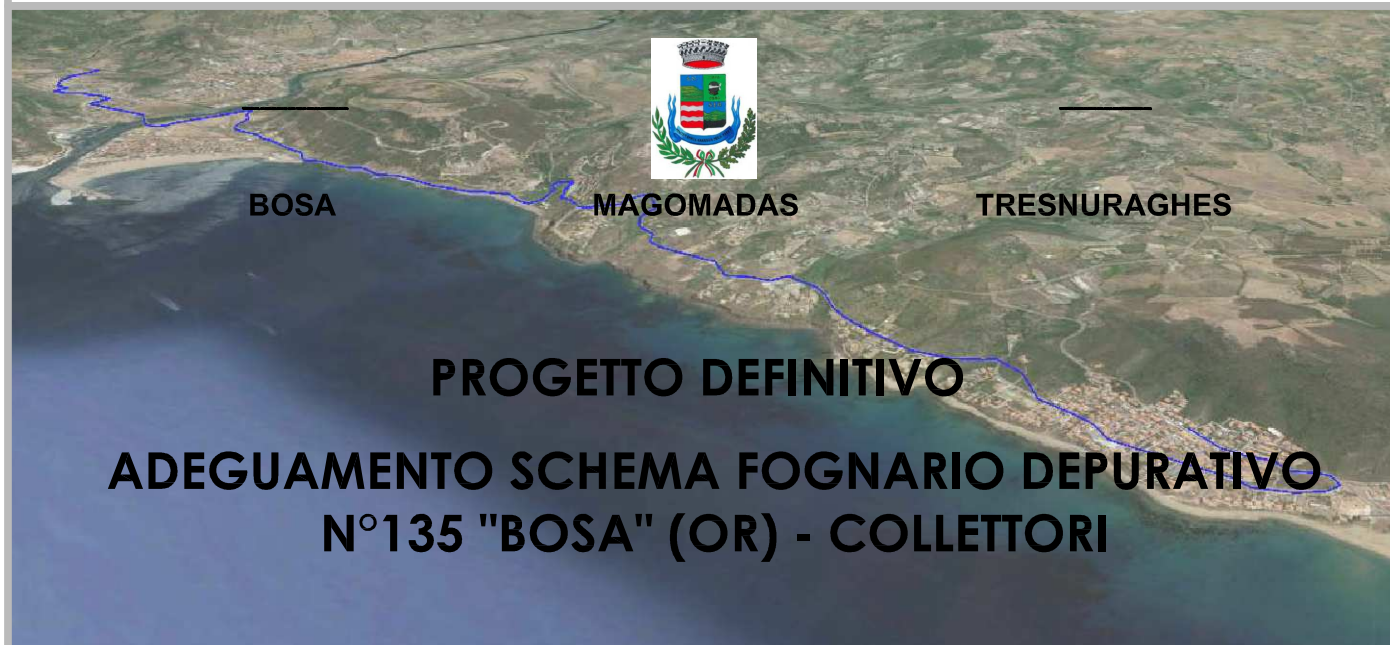 BOSA MAGOMADAS TRESNURAGHES
PROGETTO DEFINITIVO
ADEGUAMENTO SCHEMA FOGNARIO DEPURATIVO
N°135 "BOSA" (OR) - COLLETTORI